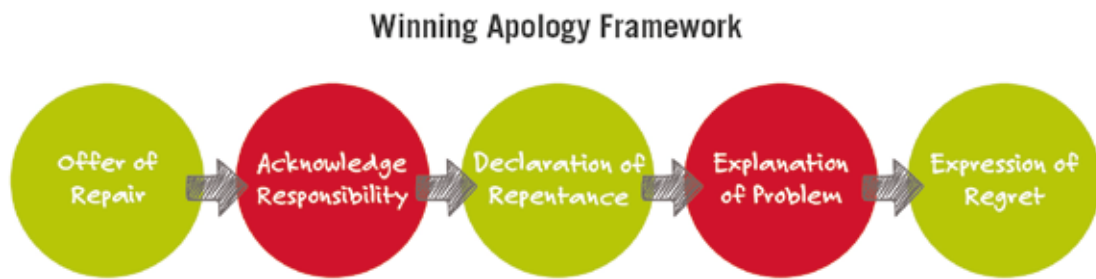 Winning Apology Framework
Offer of
Repair
Acknowledge
Responsibility
Declaration of
Repentance
Explanation
of Problem
Expression of
Regret